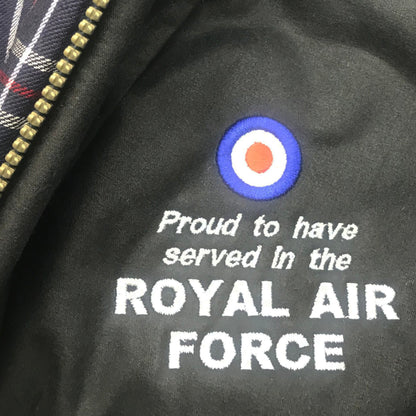 Proud to have
served in the
ROYAL AIR
FORCE